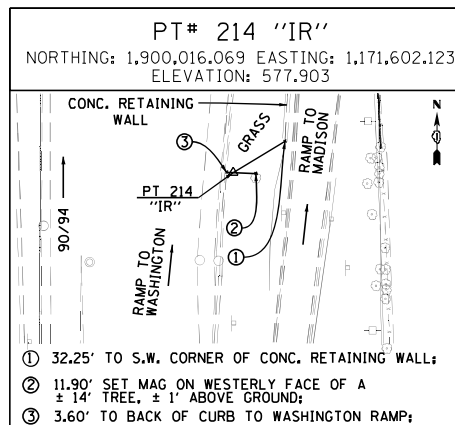 PT# 214 "IR"
NORTHING: 1,900,016.069 EASTING: 1,171,602.123
ELEVATION: 577.903
CONC. RETAINING
WALL
GRASS
RAMP TO
MADISON
N
3
PT 214
"IR"
90/94
2
1
RAMP TO
WASHINGTON
1 32.25' TO S.W. CORNER OF CONC. RETAINING WALL;
2 11.90' SET MAG ON WESTERLY FACE OF A
± 14' TREE, ± 1' ABOVE GROUND;
3 3.60' TO BACK OF CURB TO WASHINGTON RAMP;